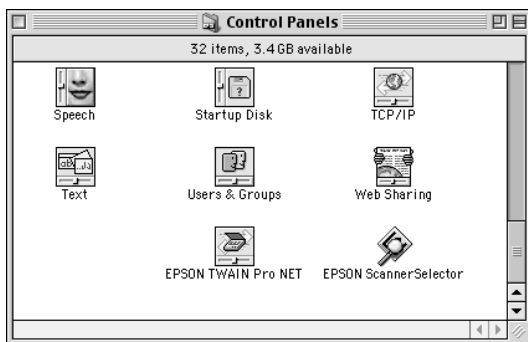 Control Panels
32 items, 3.4 GB available
Speech
Startup Disk
TCP/IP
Text
Users & Groups
Web Sharing
EPSON TWAIN Pro NET
EPSON ScannerSelector